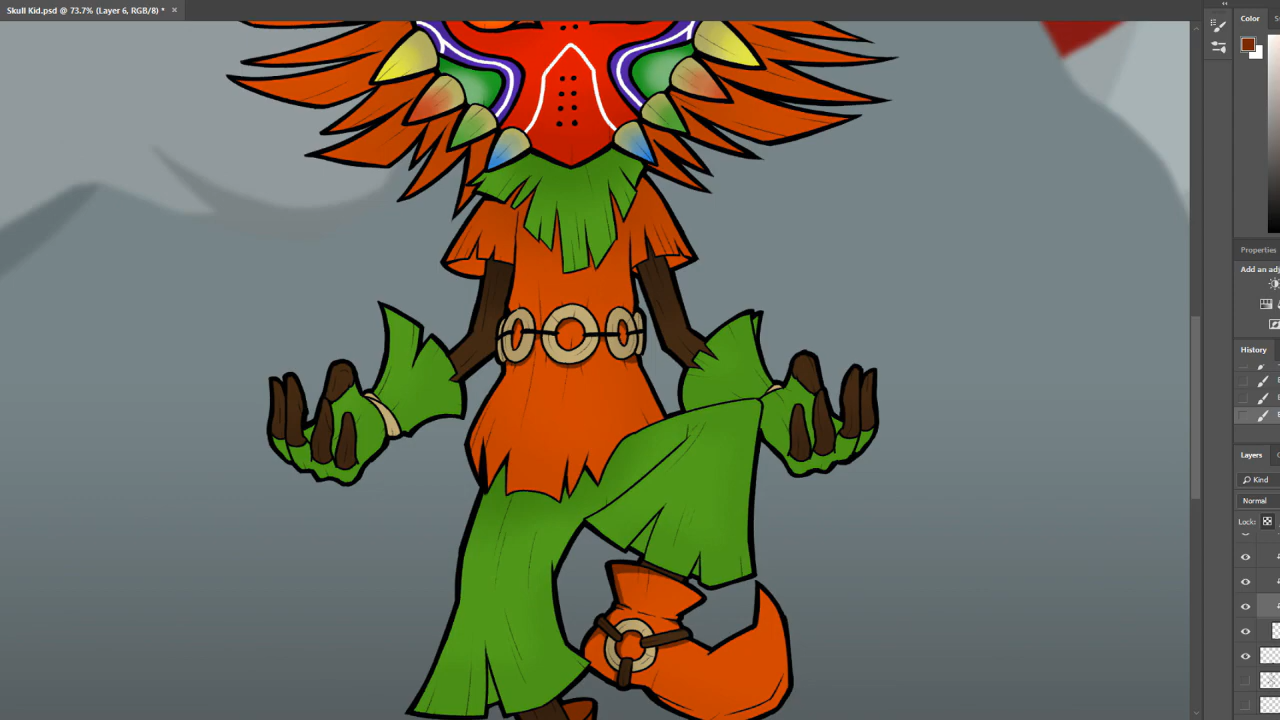 Skull Kid.psd @ 73.7% (Layer 6, RGB/8) *
Color
Properties
Add an adj
History
Layers
Kind
Normal
Lock: